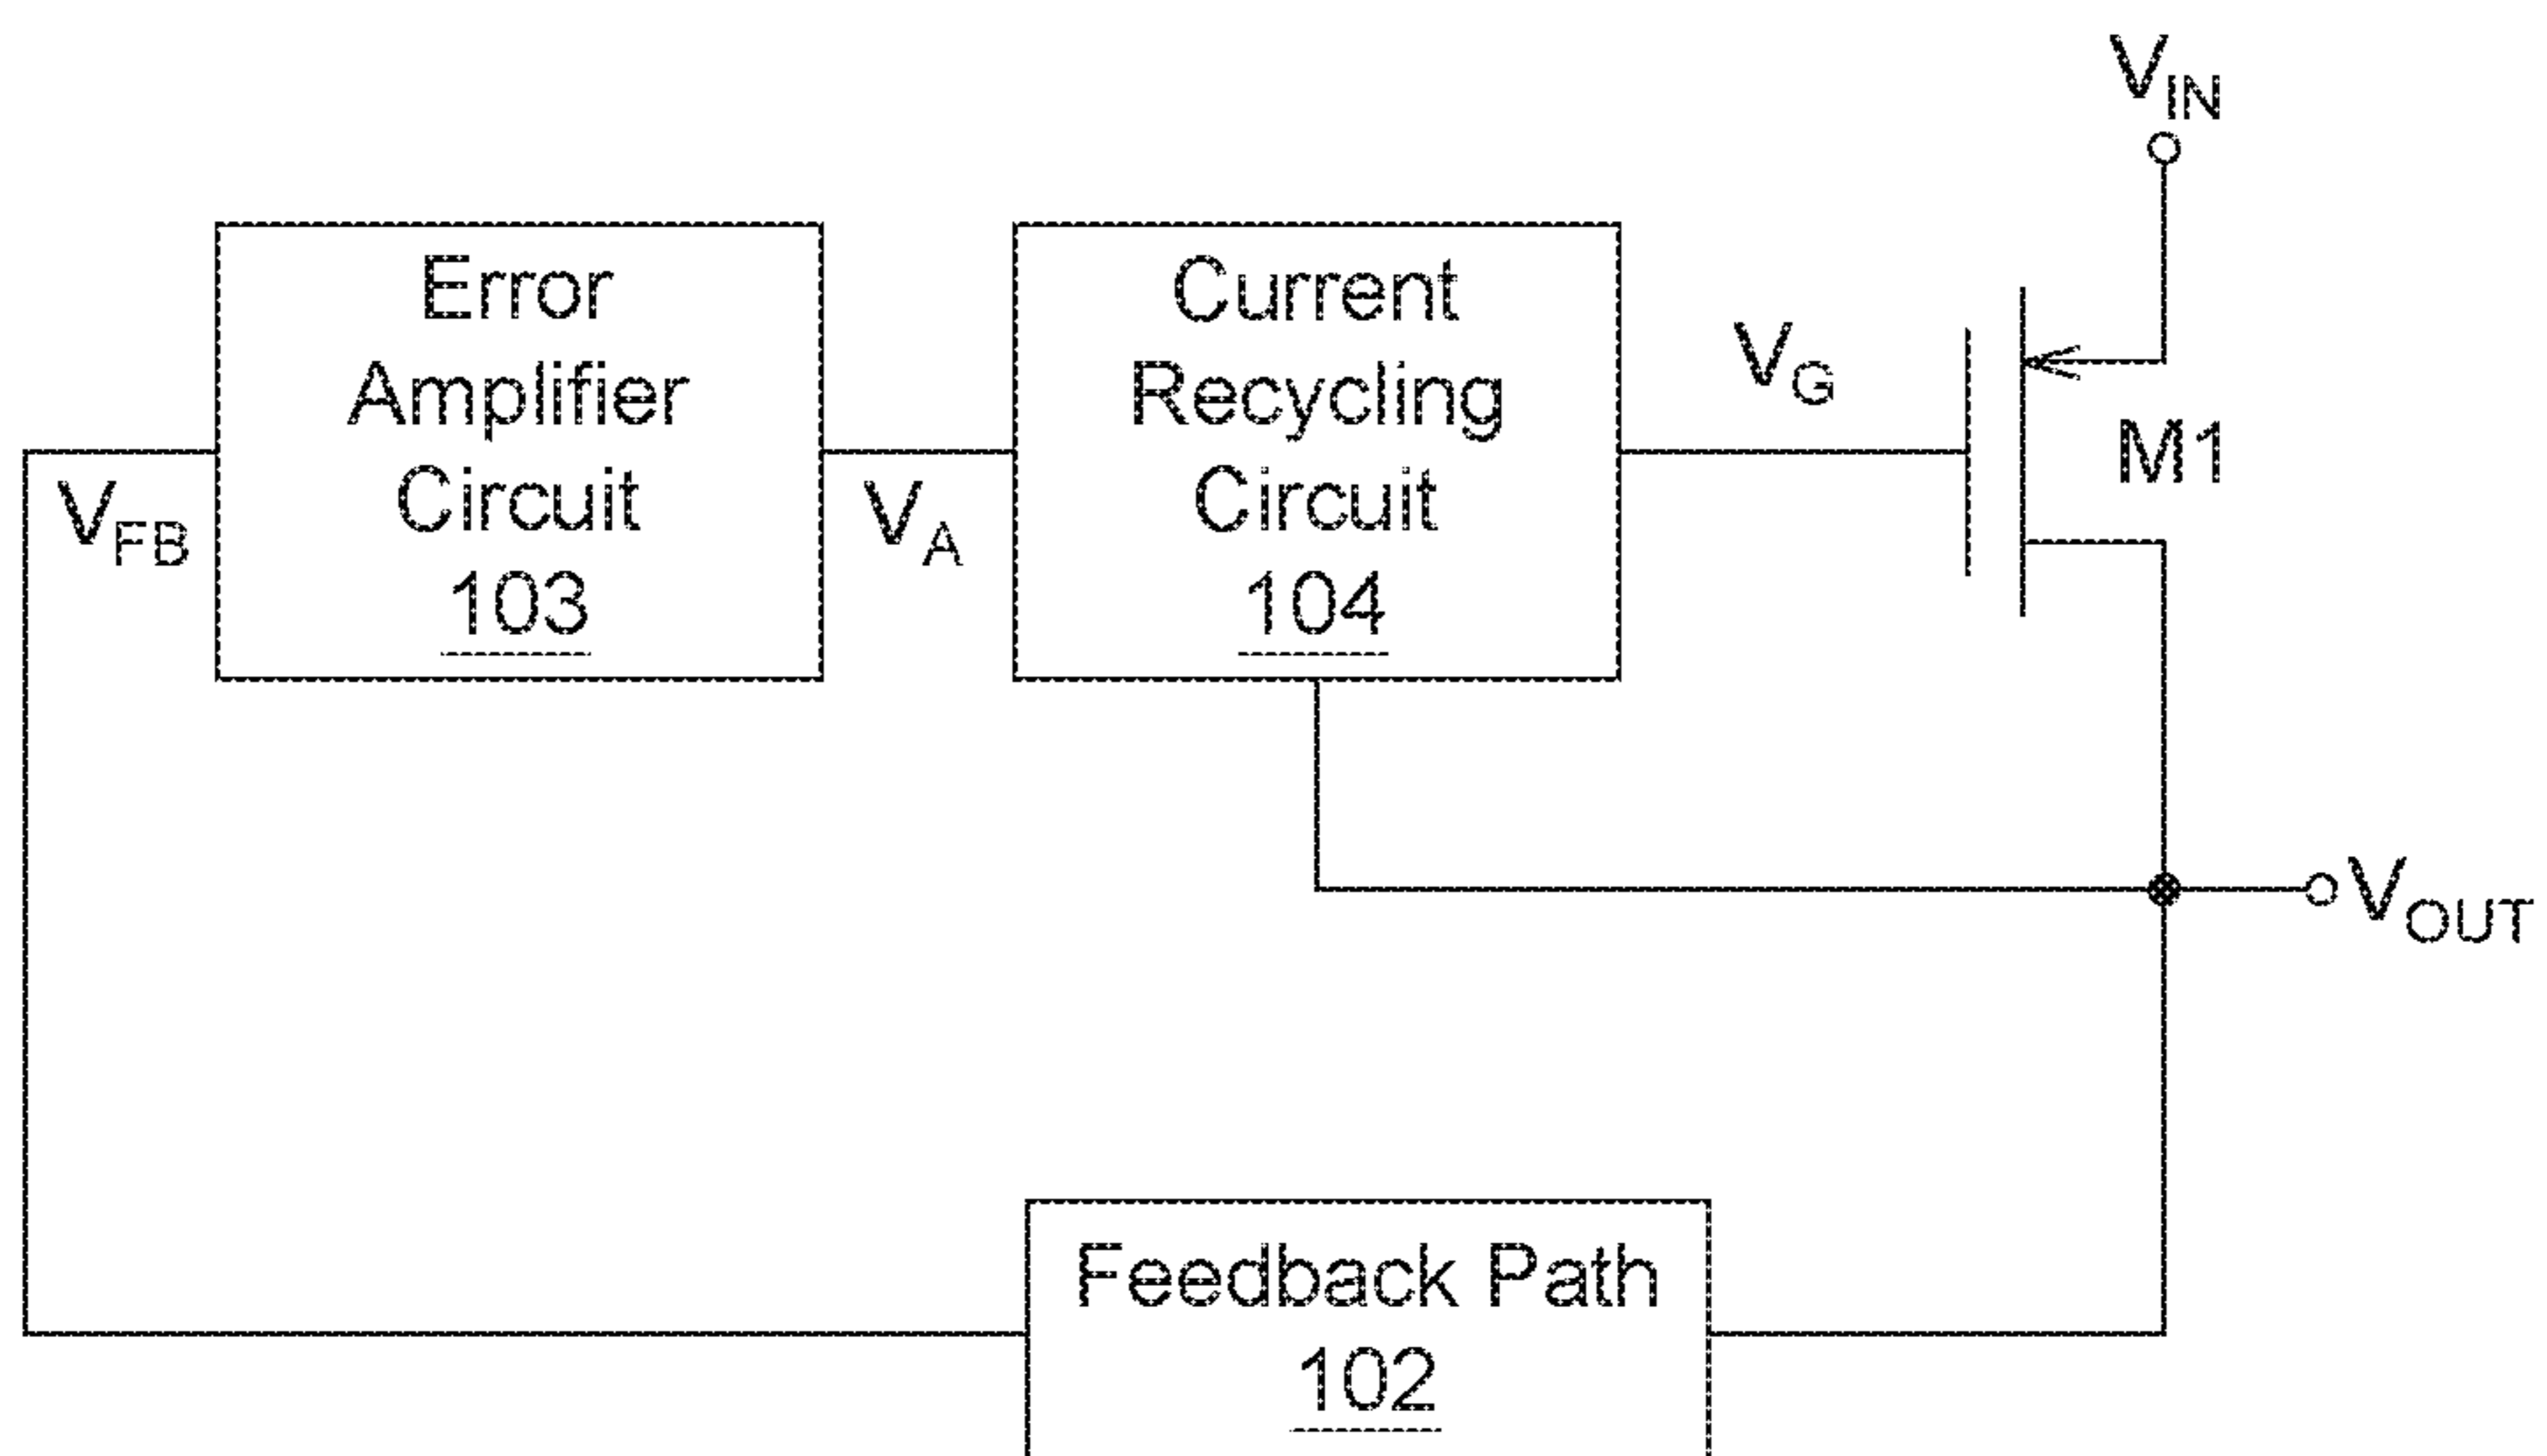 V_IN
Error
Amplifier
Circuit
103
Current
Recycling
Circuit
104
V_G
M1
V_FB
V_A
V_OUT
Feedback Path
102